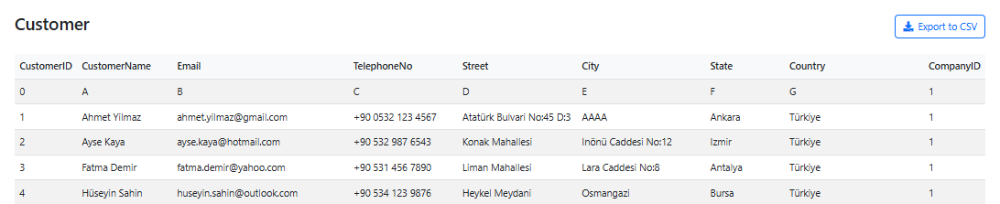 Customer
Export to CSV
CustomerID CustomerName Email TelephoneNo Street City State Country CompanyID
0 A B C D E F G 1
1 Ahmet Yilmaz ahmet.yilmaz@gmail.com +90 0532 123 4567 Atatürk Bulvari No:45 D:3 AAAA Ankara Türkiye 1
2 Ayse Kaya ayse.kaya@hotmail.com +90 532 987 6543 Konak Mahallesi Inönü Caddesi No:12 Izmir Türkiye 1
3 Fatma Demir fatma.demir@yahoo.com +90 531 456 7890 Liman Mahallesi Lara Caddesi No:8 Antalya Türkiye 1
4 Hüseyin Sahin huseyin.sahin@outlook.com +90 534 123 9876 Heykel Meydani Osmangazi Bursa Türkiye 1